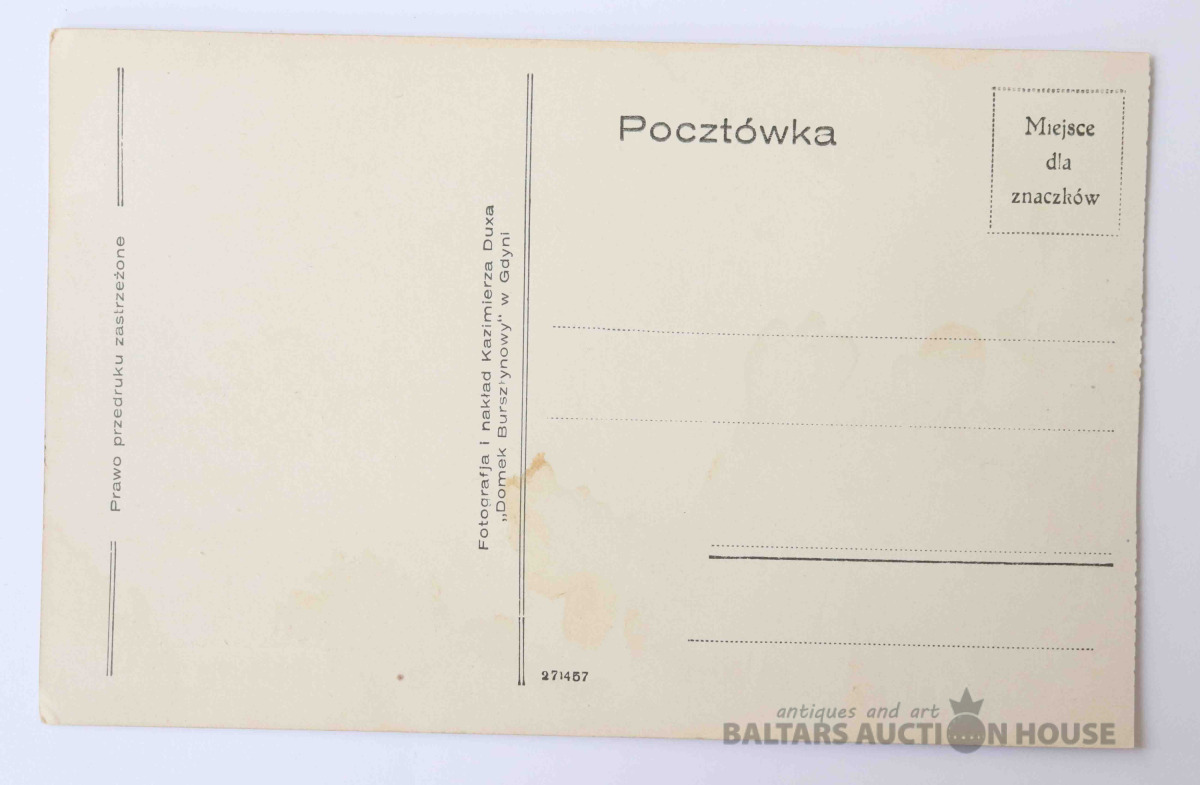 Prawo przedruku zastrzeżone
Fotografja i nakład Kazimierza Duxa
„Domek Bursztynowy" w Gdyni
Pocztówka
Miejsce
dla
znaczków
271457
antiques and art
BALTARS AUCTION HOUSE